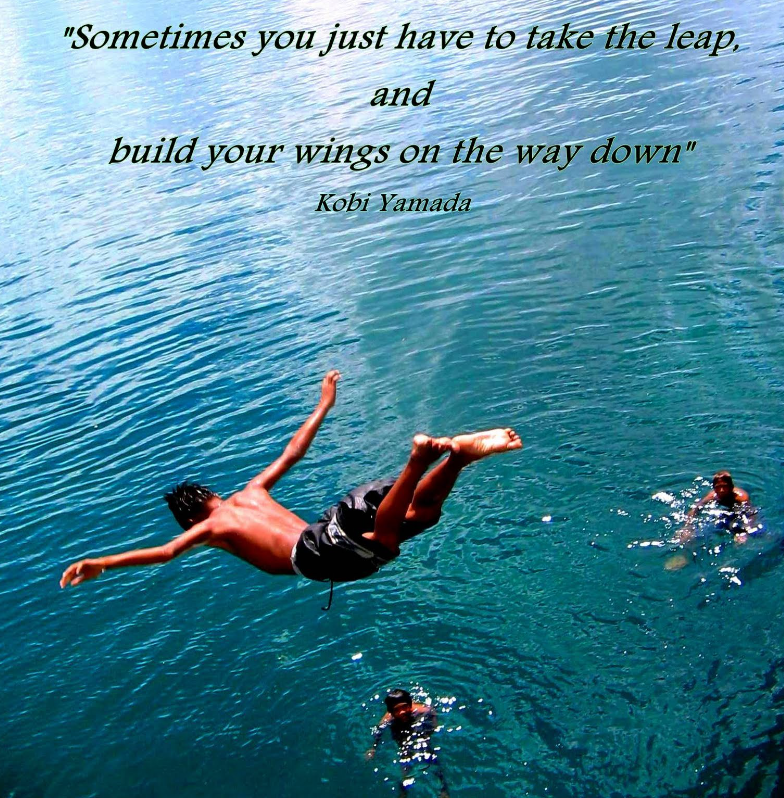 "Sometimes you just have to take the leap,
and
build your wings on the way down"
Kobi Yamada